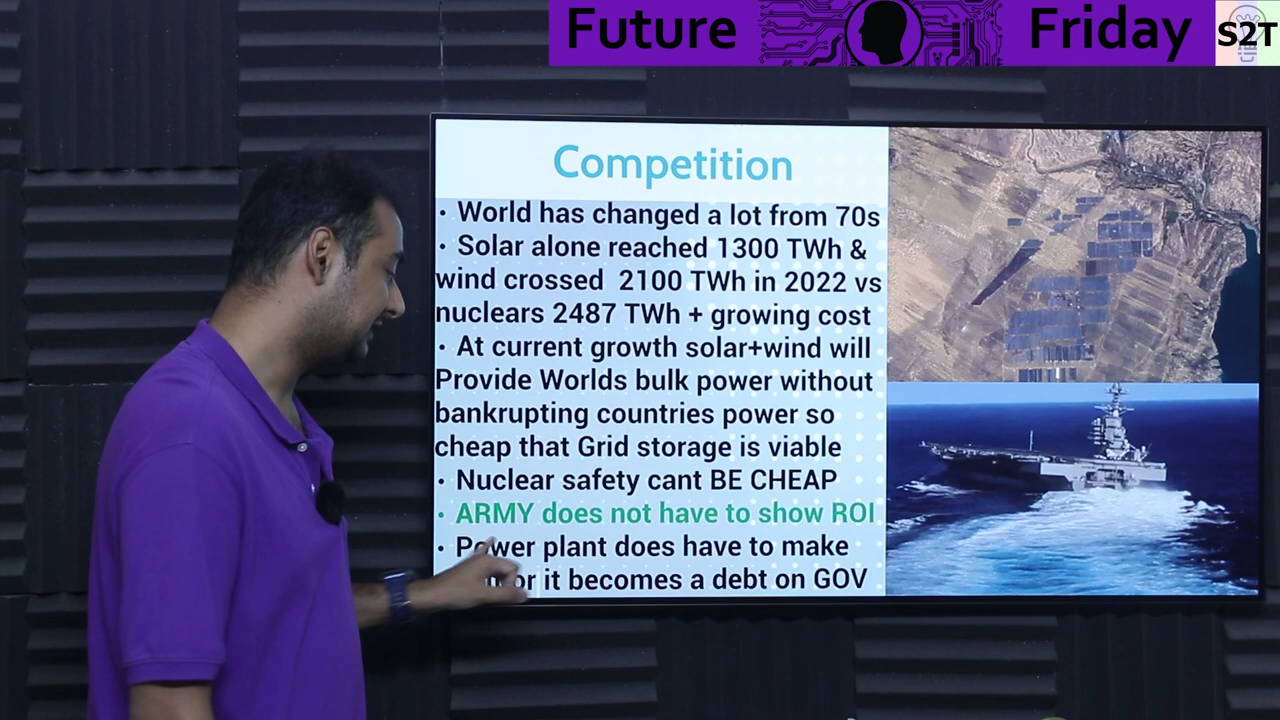 Future Friday
S2T
Competition
• World has changed a lot from 70s
• Solar alone reached 1300 TWh &
wind crossed 2100 TWh in 2022 vs
nuclears 2487 TWh + growing cost
• At current growth solar+wind will
Provide Worlds bulk power without
bankrupting countries power so
cheap that Grid storage is viable
• Nuclear safety cant BE CHEAP
• ARMY does not have to show ROI
• Power plant does have to make
or it becomes a debt on GOV